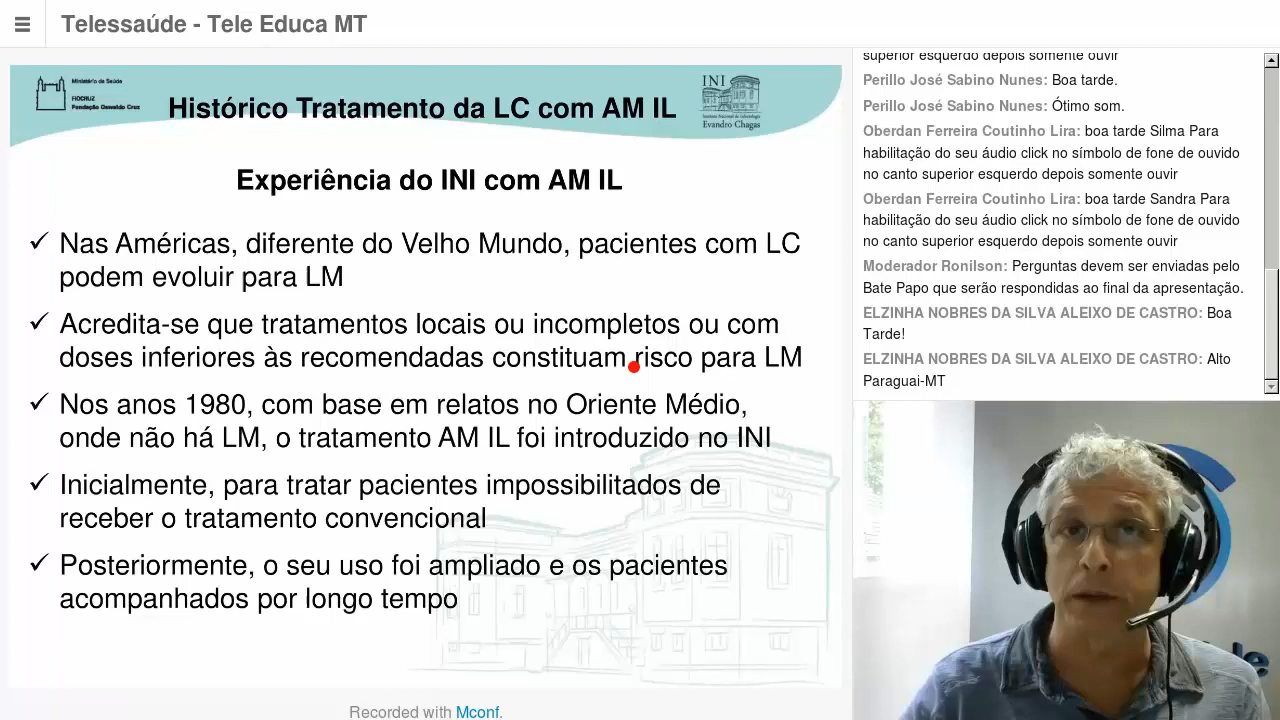 Telessaúde - Tele Educa MT
Ministério da Saúde
FIOCRUZ
Fundação Oswaldo Cruz
INI
Instituto Nacional de Infectologia
Evandro Chagas
Histórico Tratamento da LC com AM IL
Experiência do INI com AM IL
✓ Nas Américas, diferente do Velho Mundo, pacientes com LC
podem evoluir para LM
✓ Acredita-se que tratamentos locais ou incompletos ou com
doses inferiores às recomendadas constituam risco para LM
✓ Nos anos 1980, com base em relatos no Oriente Médio,
onde não há LM, o tratamento AM IL foi introduzido no INI
✓ Inicialmente, para tratar pacientes impossibilitados de
receber o tratamento convencional
✓ Posteriormente, o seu uso foi ampliado e os pacientes
acompanhados por longo tempo
Recorded with Mconf.
superior esquerdo depois somente ouvir
Perillo José Sabino Nunes: Boa tarde.
Perillo José Sabino Nunes: Ótimo som.
Oberdan Ferreira Coutinho Lira: boa tarde Silma Para
habilitação do seu áudio click no símbolo de fone de ouvido
no canto superior esquerdo depois somente ouvir
Oberdan Ferreira Coutinho Lira: boa tarde Sandra Para
habilitação do seu áudio click no símbolo de fone de ouvido
no canto superior esquerdo depois somente ouvir
Moderador Ronilson: Perguntas devem ser enviadas pelo
Bate Papo que serão respondidas ao final da apresentação.
ELZINHA NOBRES DA SILVA ALEIXO DE CASTRO: Boa
Tarde!
ELZINHA NOBRES DA SILVA ALEIXO DE CASTRO: Alto
Paraguai-MT